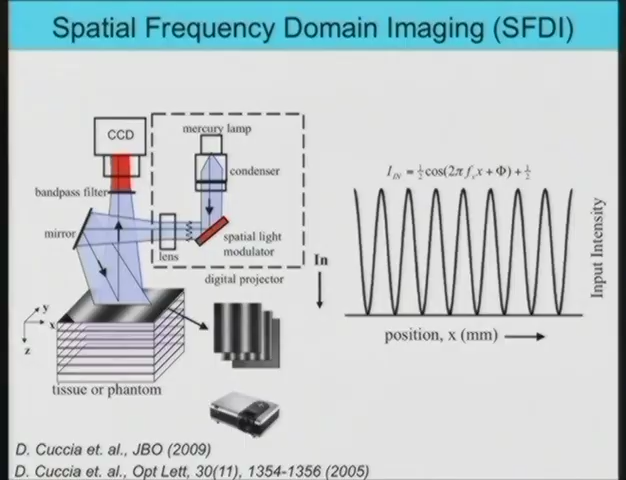 Spatial Frequency Domain Imaging (SFDI)
CCD
mercury lamp
condenser
bandpass filter
mirror
lens
spatial light
modulator
digital projector
y
x
z
tissue or phantom
In
I_IN = ½cos(2π f_x x + Φ) + ½
Input Intensity
position, x (mm)
D. Cuccia et. al., JBO (2009)
D. Cuccia et. al., Opt Lett, 30(11), 1354-1356 (2005)